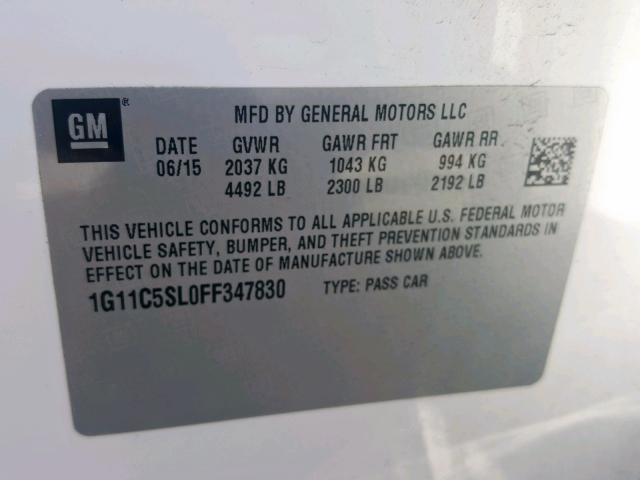 GM®
MFD BY GENERAL MOTORS LLC
DATE GVWR GAWR FRT GAWR RR
06/15 2037 KG 1043 KG 994 KG
4492 LB 2300 LB 2192 LB
THIS VEHICLE CONFORMS TO ALL APPLICABLE U.S. FEDERAL MOTOR
VEHICLE SAFETY, BUMPER, AND THEFT PREVENTION STANDARDS IN
EFFECT ON THE DATE OF MANUFACTURE SHOWN ABOVE.
1G11C5SL0FF347830 TYPE: PASS CAR